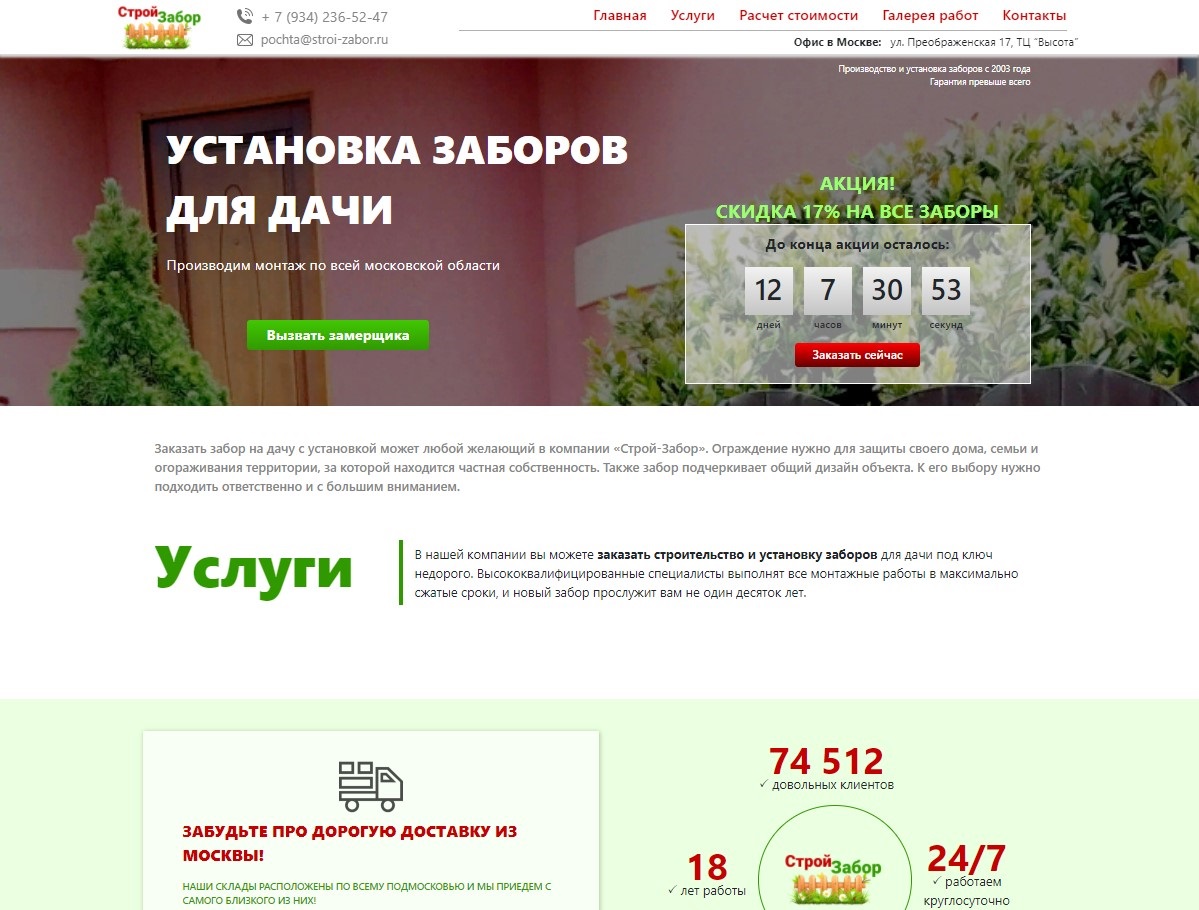 СтройЗабор
+ 7 (934) 236-52-47
pochta@stroi-zabor.ru
Главная Услуги Расчет стоимости Галерея работ Контакты
Офис в Москве: ул. Преображенская 17, ТЦ "Высота"
Производство и установка заборов с 2003 года
Гарантия превыше всего
УСТАНОВКА ЗАБОРОВ
ДЛЯ ДАЧИ
Производим монтаж по всей московской области
Вызвать замерщика
АКЦИЯ!
СКИДКА 17% НА ВСЕ ЗАБОРЫ
До конца акции осталось:
12 7 30 53
дней часов минут секунд
Заказать сейчас
Заказать забор на дачу с установкой может любой желающий в компании «Строй-Забор». Ограждение нужно для защиты своего дома, семьи и
огораживания территории, за которой находится частная собственность. Также забор подчеркивает общий дизайн объекта. К его выбору нужно
подходить ответственно и с большим вниманием.
Услуги
В нашей компании вы можете заказать строительство и установку заборов для дачи под ключ
недорого. Высококвалифицированные специалисты выполнят все монтажные работы в максимально
сжатые сроки, и новый забор прослужит вам не один десяток лет.
ЗАБУДЬТЕ ПРО ДОРОГУЮ ДОСТАВКУ ИЗ
МОСКВЫ!
НАШИ СКЛАДЫ РАСПОЛОЖЕНЫ ПО ВСЕМУ ПОДМОСКОВЬЮ И МЫ ПРИЕДЕМ С
САМОГО БЛИЗКОГО ИЗ НИХ!
74 512
✓ довольных клиентов
18
✓ лет работы
СтройЗабор
24/7
✓ работаем
круглосуточно